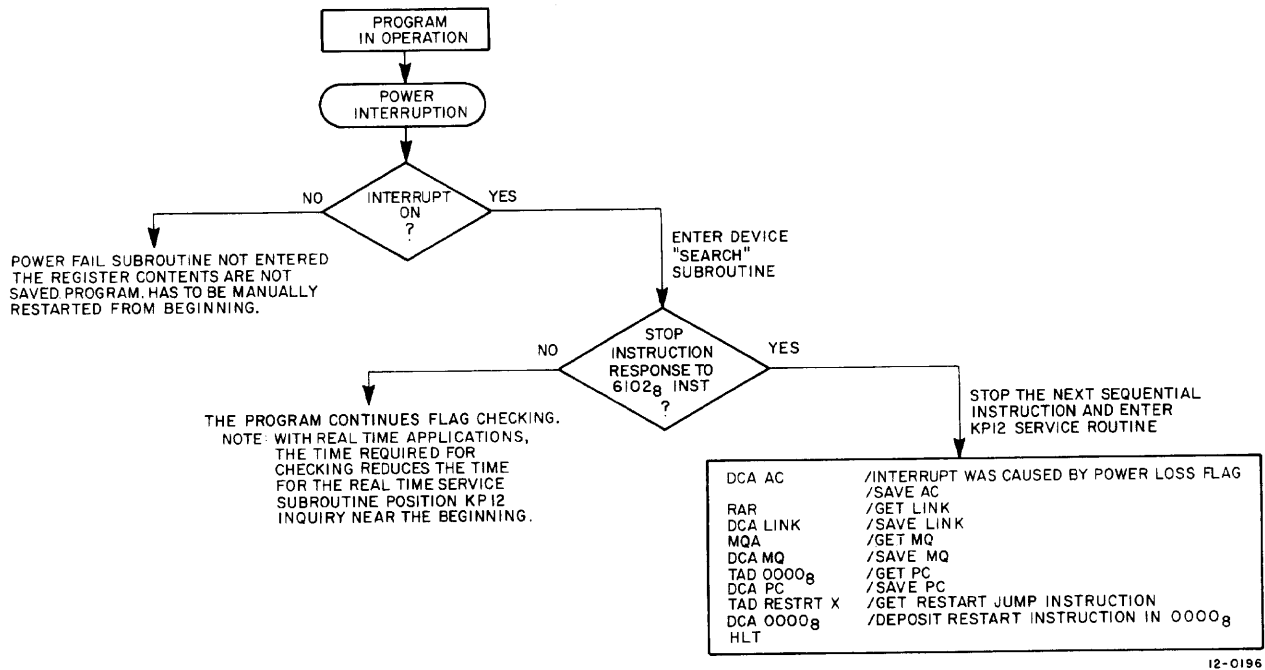 PROGRAM
IN OPERATION
POWER
INTERRUPTION
INTERRUPT
ON
?
NO
YES
POWER FAIL SUBROUTINE NOT ENTERED
THE REGISTER CONTENTS ARE NOT
SAVED. PROGRAM. HAS TO BE MANUALLY
RESTARTED FROM BEGINNING.
ENTER DEVICE
"SEARCH"
SUBROUTINE
STOP
INSTRUCTION
RESPONSE TO
6102₈ INST
?
NO
YES
THE PROGRAM CONTINUES FLAG CHECKING.
NOTE: WITH REAL TIME APPLICATIONS,
THE TIME REQUIRED FOR
CHECKING REDUCES THE TIME
FOR THE REAL TIME SERVICE
SUBROUTINE POSITION KP12
INQUIRY NEAR THE BEGINNING.
STOP THE NEXT SEQUENTIAL
INSTRUCTION AND ENTER
KP12 SERVICE ROUTINE
DCA AC /INTERRUPT WAS CAUSED BY POWER LOSS FLAG
/SAVE AC
RAR /GET LINK
DCA LINK /SAVE LINK
MQA /GET MQ
DCA MQ /SAVE MQ
TAD 0000₈ /GET PC
DCA PC /SAVE PC
TAD RESTRT X /GET RESTART JUMP INSTRUCTION
DCA 0000₈ /DEPOSIT RESTART INSTRUCTION IN 0000₈
HLT
12-0196